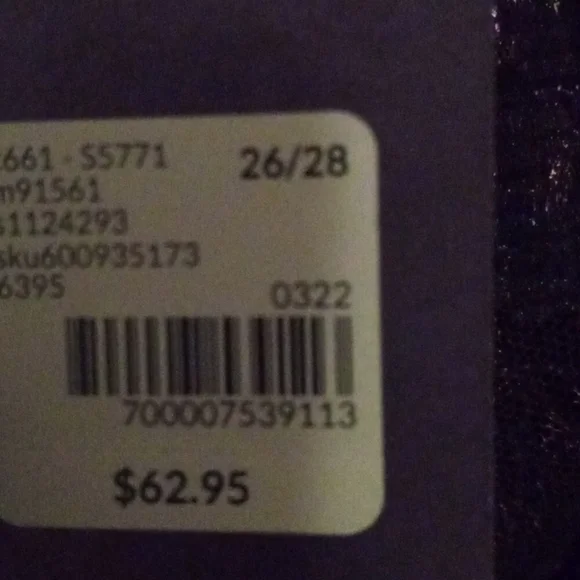 661 - S5771 26/28
m91561
s1124293
sku600935173
6395 0322
700007539113
$62.95